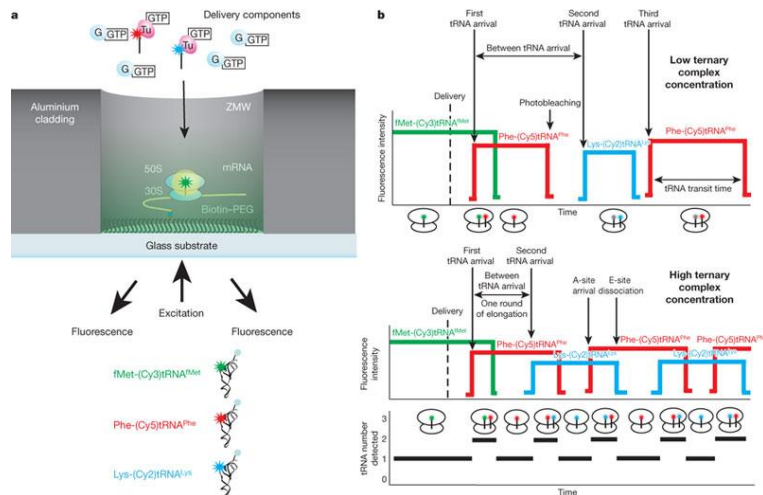 a
Delivery components
G GTP
Tu GTP
Tu GTP
G GTP
G GTP
Aluminium
cladding
ZMW
50S
mRNA
30S
Biotin–PEG
Glass substrate
Fluorescence
Excitation
Fluorescence
fMet-(Cy3)tRNAfMet
Phe-(Cy5)tRNAPhe
Lys-(Cy2)tRNALys
b
First
tRNA arrival
Second
tRNA arrival
Third
tRNA arrival
Between tRNA arrival
Low ternary
complex
concentration
Delivery
Photobleaching
fMet-(Cy3)tRNAfMet
Phe-(Cy5)tRNAPhe
Lys-(Cy2)tRNALys
Phe-(Cy5)tRNAPhe
tRNA transit time
Fluorescence intensity
Time
First
tRNA arrival
Second
tRNA arrival
Between
tRNA arrival
One round
of elongation
A-site
arrival
E-site
dissociation
High ternary
complex
concentration
Delivery
fMet-(Cy3)tRNAfMet
Phe-(Cy5)tRNAPhe
Lys-(Cy2)tRNALys
Phe-(Cy5)tRNAPhe
Lys-(Cy2)tRNALys
Phe-(Cy5)tRNAPhe
Fluorescence
intensity
tRNA number
detected
3
2
1
0
Time